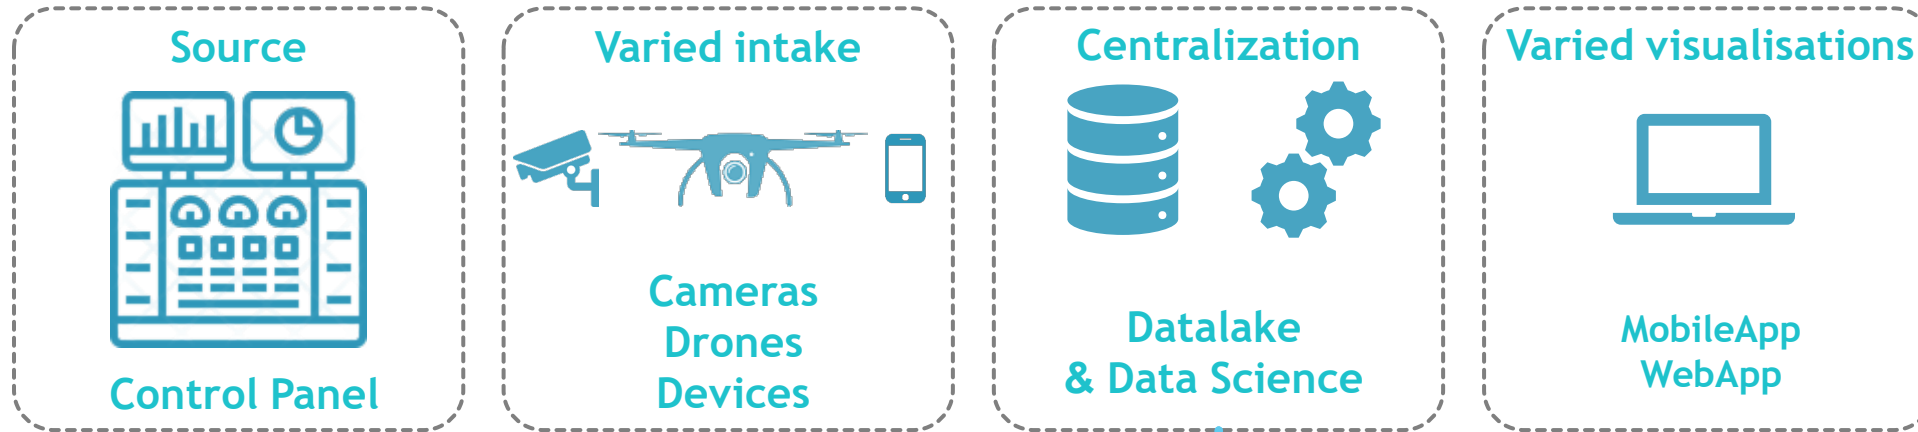 Source
Control Panel
Varied intake
Cameras
Drones
Devices
Centralization
Datalake
& Data Science
Varied visualisations
MobileApp
WebApp